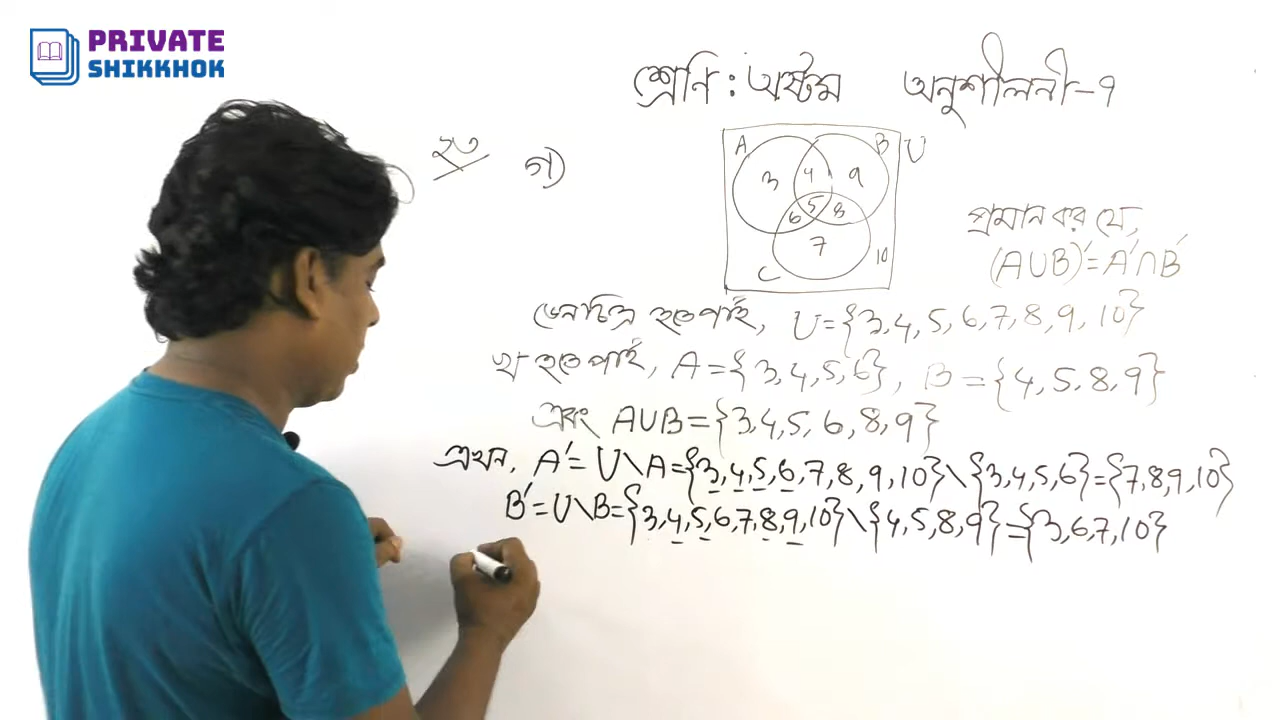 PRIVATE
SHIKKHOK
শ্রেণি : অষ্টম অনুশীলনী-৭
২৩ গ)
A B U
3 4 9
6 5 8
7
C 10
প্রমান কর যে,
(A∪B)′=A′∩B′
ভেনচিত্র হতে পাই, U={3,4,5,6,7,8,9,10}
খ হতে পাই, A={3,4,5,6}, B={4,5,8,9}
এবং A∪B={3,4,5,6,8,9}
এখন, A′=U\A={3,4,5,6,7,8,9,10}\{3,4,5,6}={7,8,9,10}
B′=U\B={3,4,5,6,7,8,9,10}\{4,5,8,9}={3,6,7,10}